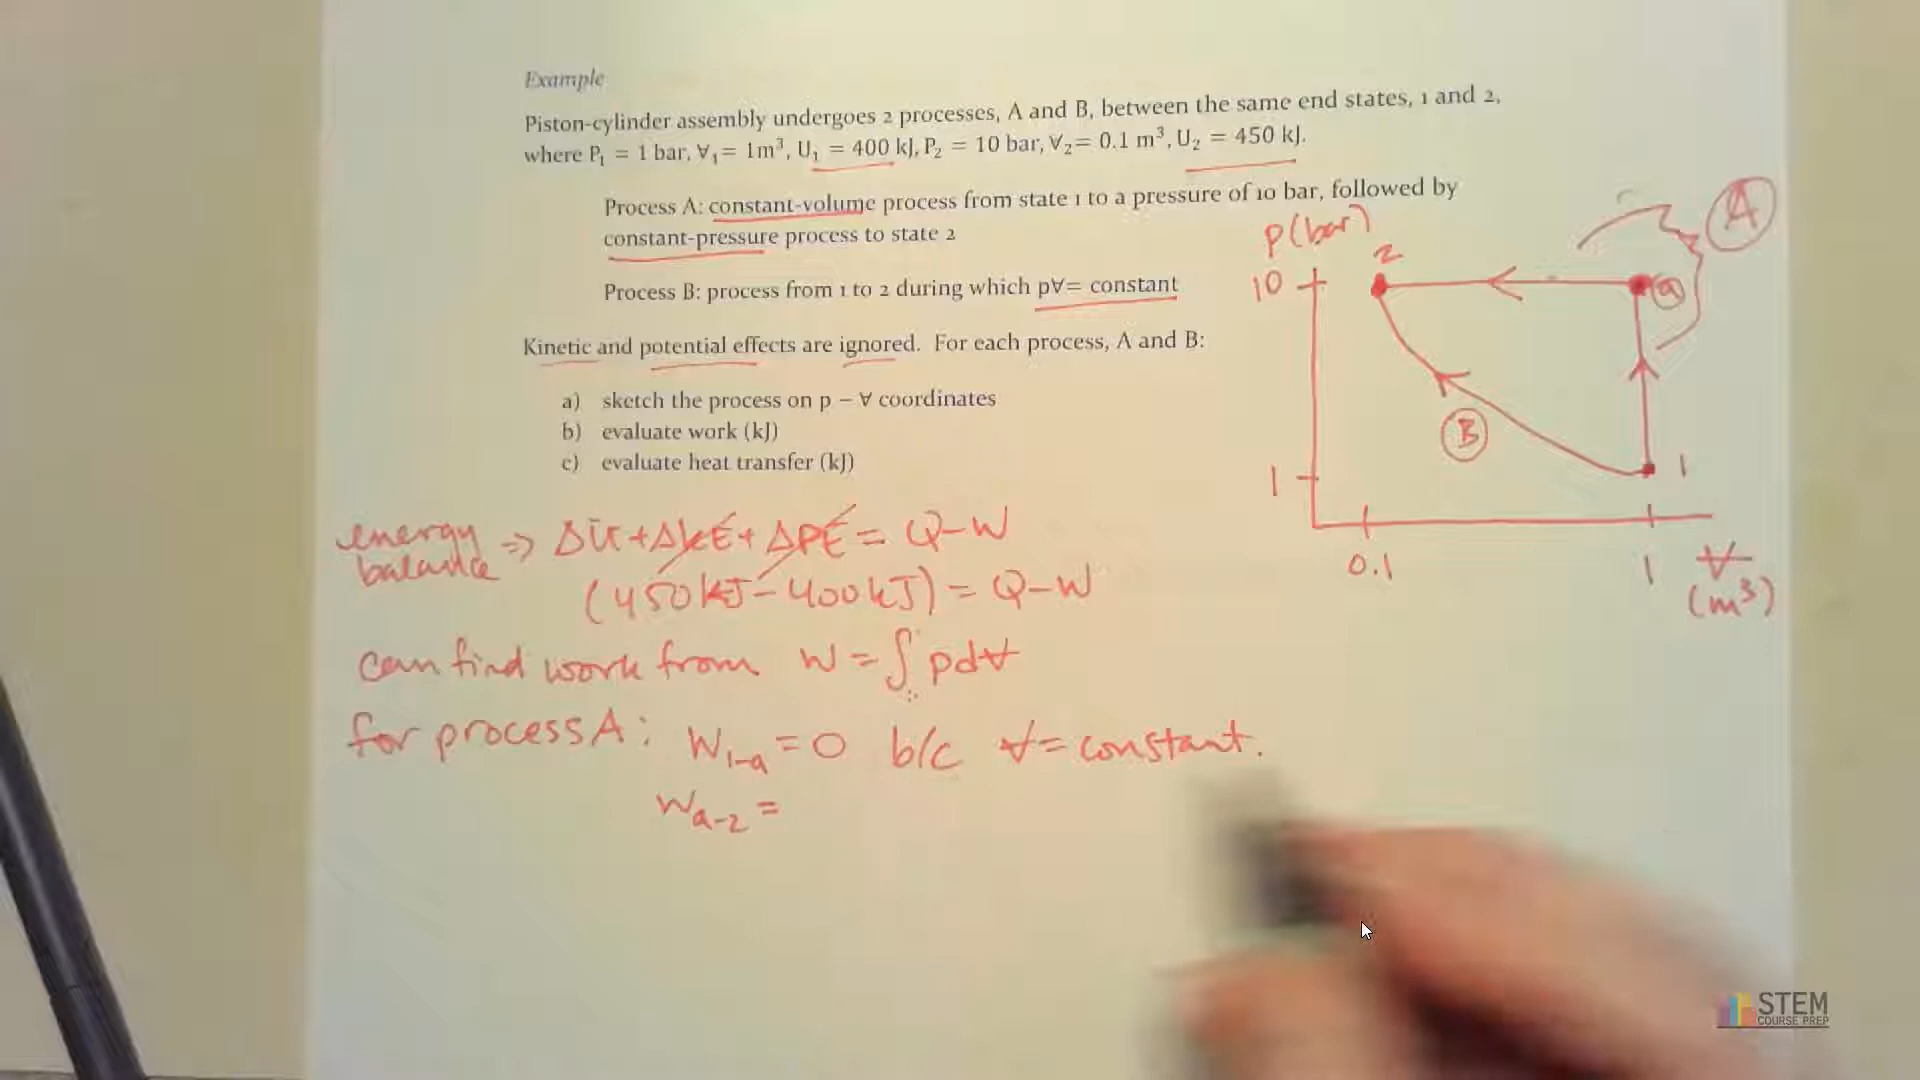 Example
Piston-cylinder assembly undergoes 2 processes, A and B, between the same end states, 1 and 2,
where P₁ = 1 bar, V̶₁ = 1m³, U₁ = 400 kJ, P₂ = 10 bar, V̶₂ = 0.1 m³, U₂ = 450 kJ.
Process A: constant-volume process from state 1 to a pressure of 10 bar, followed by
constant-pressure process to state 2
Process B: process from 1 to 2 during which pV̶= constant
Kinetic and potential effects are ignored. For each process, A and B:
a) sketch the process on p – V̶ coordinates
b) evaluate work (kJ)
c) evaluate heat transfer (kJ)
p(bar)
A
2
10
a
B
1
1
0.1
1
V̶
(m³)
energy balance ⇒ ΔU+ΔKE+ΔPE = Q-W
(450kJ-400kJ) = Q-W
can find work from W = ∫ pdV̶
for process A: W₁₋ₐ = 0 b/c V̶ = constant.
Wₐ₋₂ =
STEM
COURSE PREP